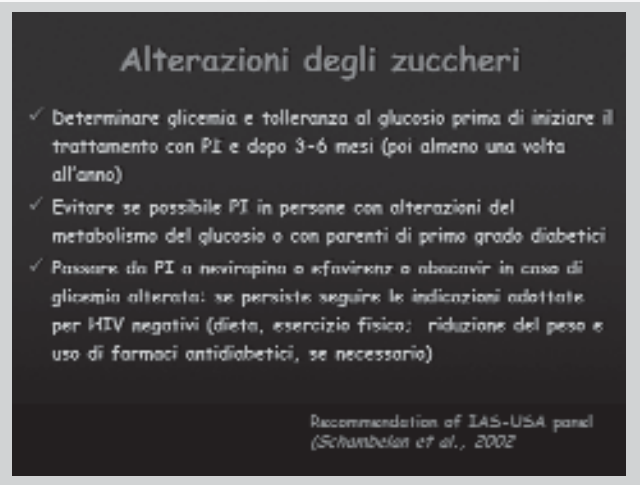 Alterazioni degli zuccheri
✓ Determinare glicemia e tolleranza al glucosio prima di iniziare il
trattamento con PI e dopo 3-6 mesi (poi almeno una volta
all'anno)
✓ Evitare se possibile PI in persone con alterazioni del
metabolismo del glucosio o con parenti di primo grado diabetici
✓ Passare da PI a nevirapina o efavirenz o abacavir in caso di
glicemia alterata: se persiste seguire le indicazioni adottate
per HIV negativi (dieta, esercizio fisico; riduzione del peso e
uso di farmaci antidiabetici, se necessario)
Recommendation of IAS-USA panel
(Schambelan et al., 2002